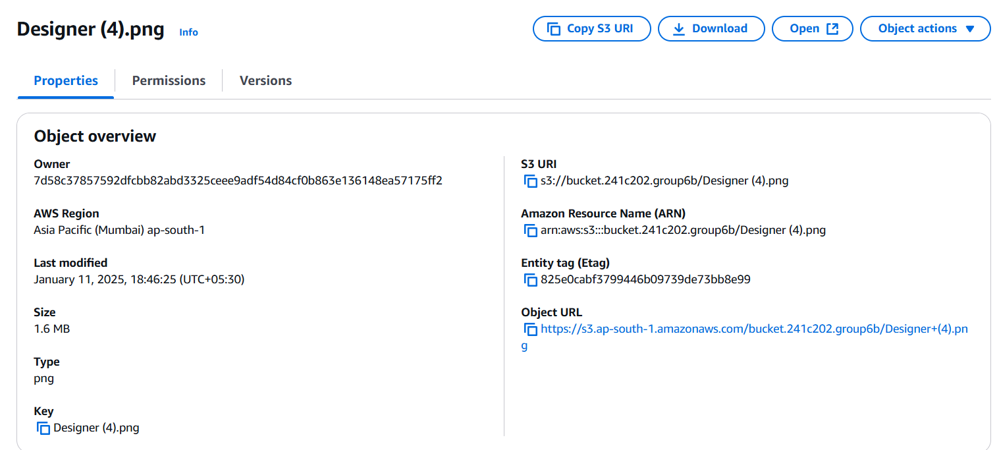 Designer (4).png Info
Copy S3 URI
Download
Open
Object actions
Properties
Permissions
Versions
Object overview
Owner
7d58c37857592dfcbb82abd3325ceee9adf54d84cf0b863e136148ea57175ff2
AWS Region
Asia Pacific (Mumbai) ap-south-1
Last modified
January 11, 2025, 18:46:25 (UTC+05:30)
Size
1.6 MB
Type
png
Key
Designer (4).png
S3 URI
s3://bucket.241c202.group6b/Designer (4).png
Amazon Resource Name (ARN)
arn:aws:s3:::bucket.241c202.group6b/Designer (4).png
Entity tag (Etag)
825e0cabf3799446b09739de73bb8e99
Object URL
https://s3.ap-south-1.amazonaws.com/bucket.241c202.group6b/Designer+(4).pn
g